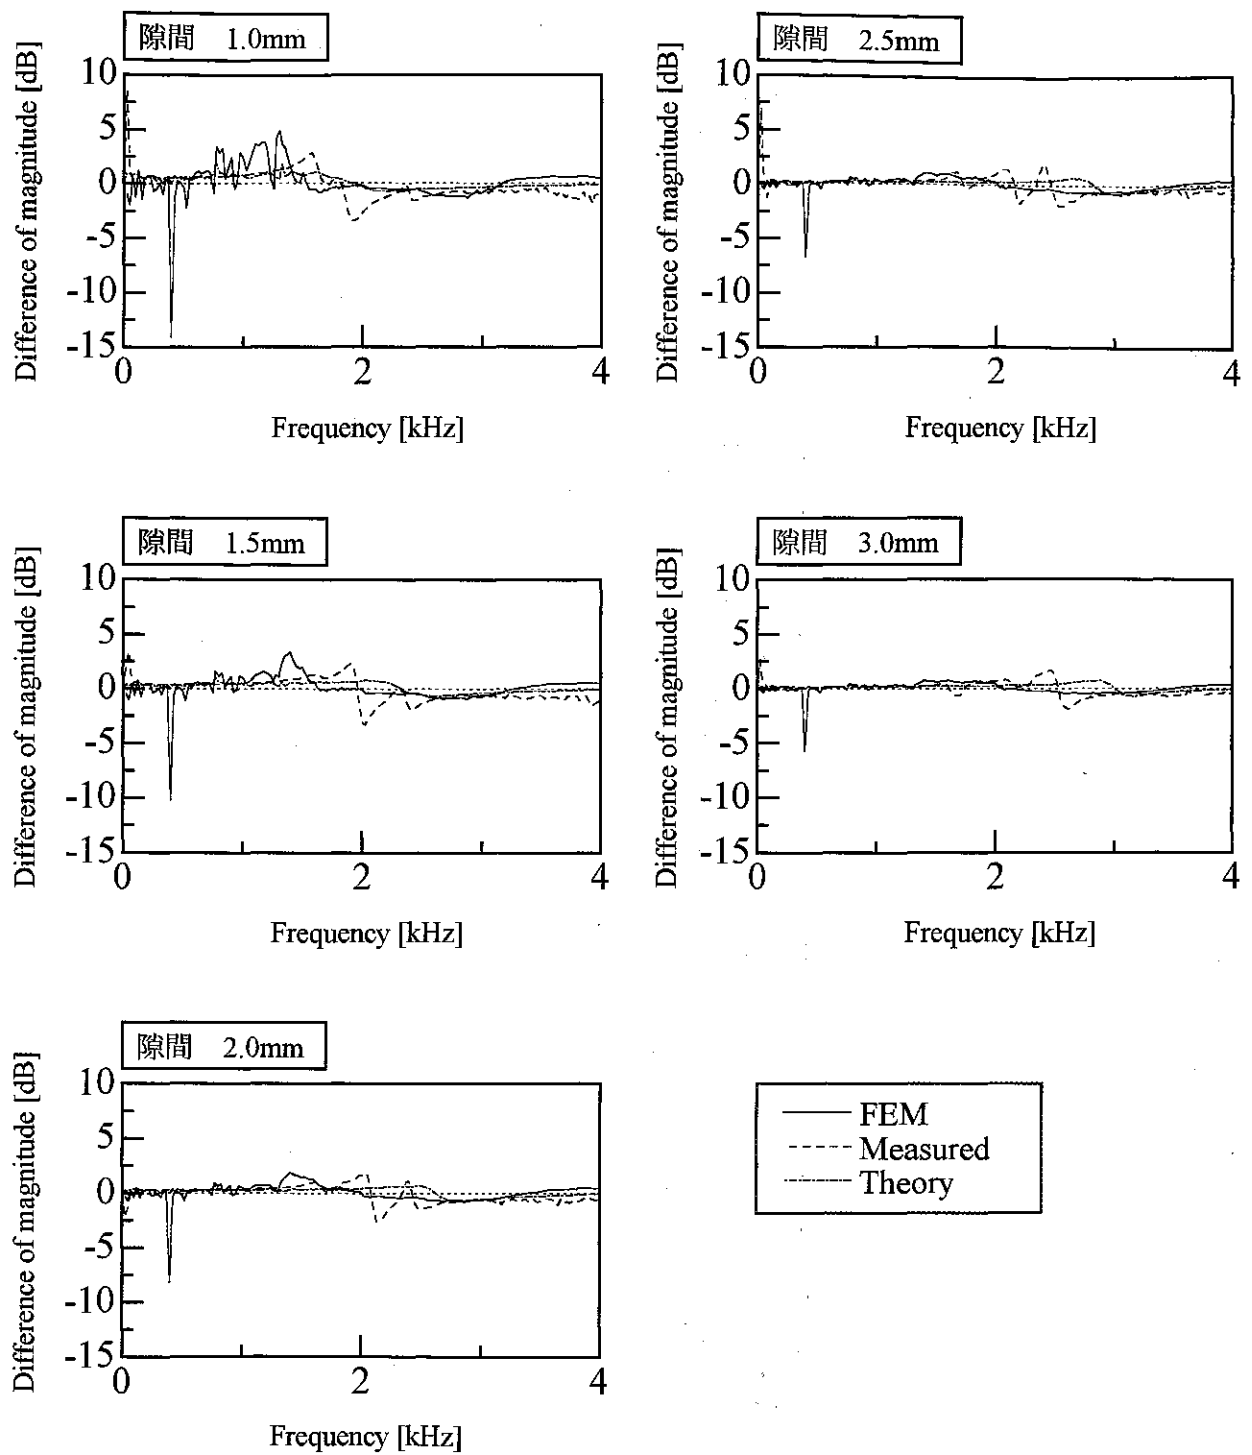 隙間 1.0mm
Difference of magnitude [dB]
10
5
0
-5
-10
-15
0
2
4
Frequency [kHz]
隙間 2.5mm
Difference of magnitude [dB]
10
5
0
-5
-10
-15
0
2
4
Frequency [kHz]
隙間 1.5mm
Difference of magnitude [dB]
10
5
0
-5
-10
-15
0
2
4
Frequency [kHz]
隙間 3.0mm
Difference of magnitude [dB]
10
5
0
-5
-10
-15
0
2
4
Frequency [kHz]
隙間 2.0mm
Difference of magnitude [dB]
10
5
0
-5
-10
-15
0
2
4
Frequency [kHz]
FEM
Measured
Theory